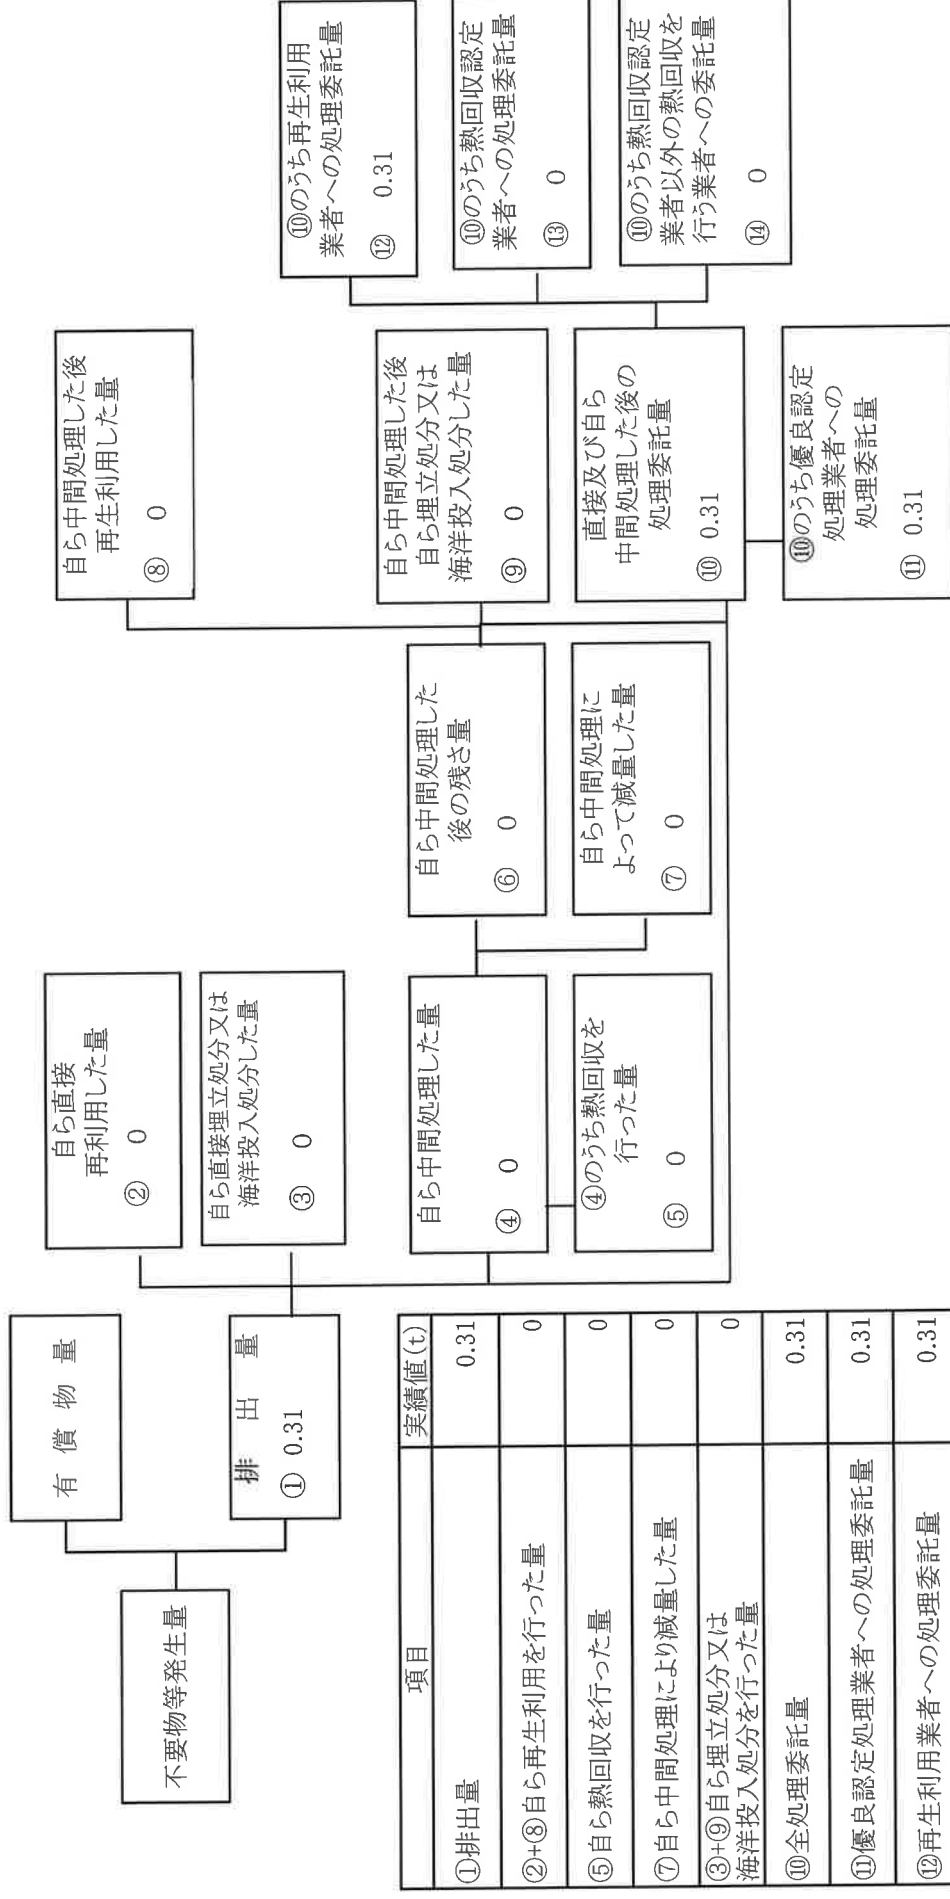 不要物等発生量
有償物量
排出量
① 0.31
自ら直接
再利用した量
② 0
自ら直接埋立処分又は
海洋投入処分した量
③ 0
自ら中間処理した量
④ 0
④のうち熱回収を
行った量
⑤ 0
自ら中間処理した
後の残さ量
⑥ 0
自ら中間処理に
よって減量した量
⑦ 0
自ら中間処理した後
再生利用した量
⑧ 0
自ら中間処理した後
自ら埋立処分又は
海洋投入処分した量
⑨ 0
直接及び自ら
中間処理した後の
処理委託量
⑩ 0.31
⑩のうち優良認定
処理業者への
処理委託量
⑪ 0.31
⑩のうち再生利用
業者への処理委託量
⑫ 0.31
⑩のうち熱回収認定
業者への処理委託量
⑬ 0
⑩のうち熱回収認定
業者以外の熱回収を
行う業者への委託量
⑭ 0
項目 実績値(t)
①排出量 0.31
②+⑧自ら再生利用を行った量 0
⑤自ら熱回収を行った量 0
⑦自ら中間処理により減量した量 0
③+⑨自ら埋立処分又は
海洋投入処分を行った量 0
⑩全処理委託量 0.31
⑪優良認定処理業者への処理委託量 0.31
⑫再生利用業者への処理委託量 0.31